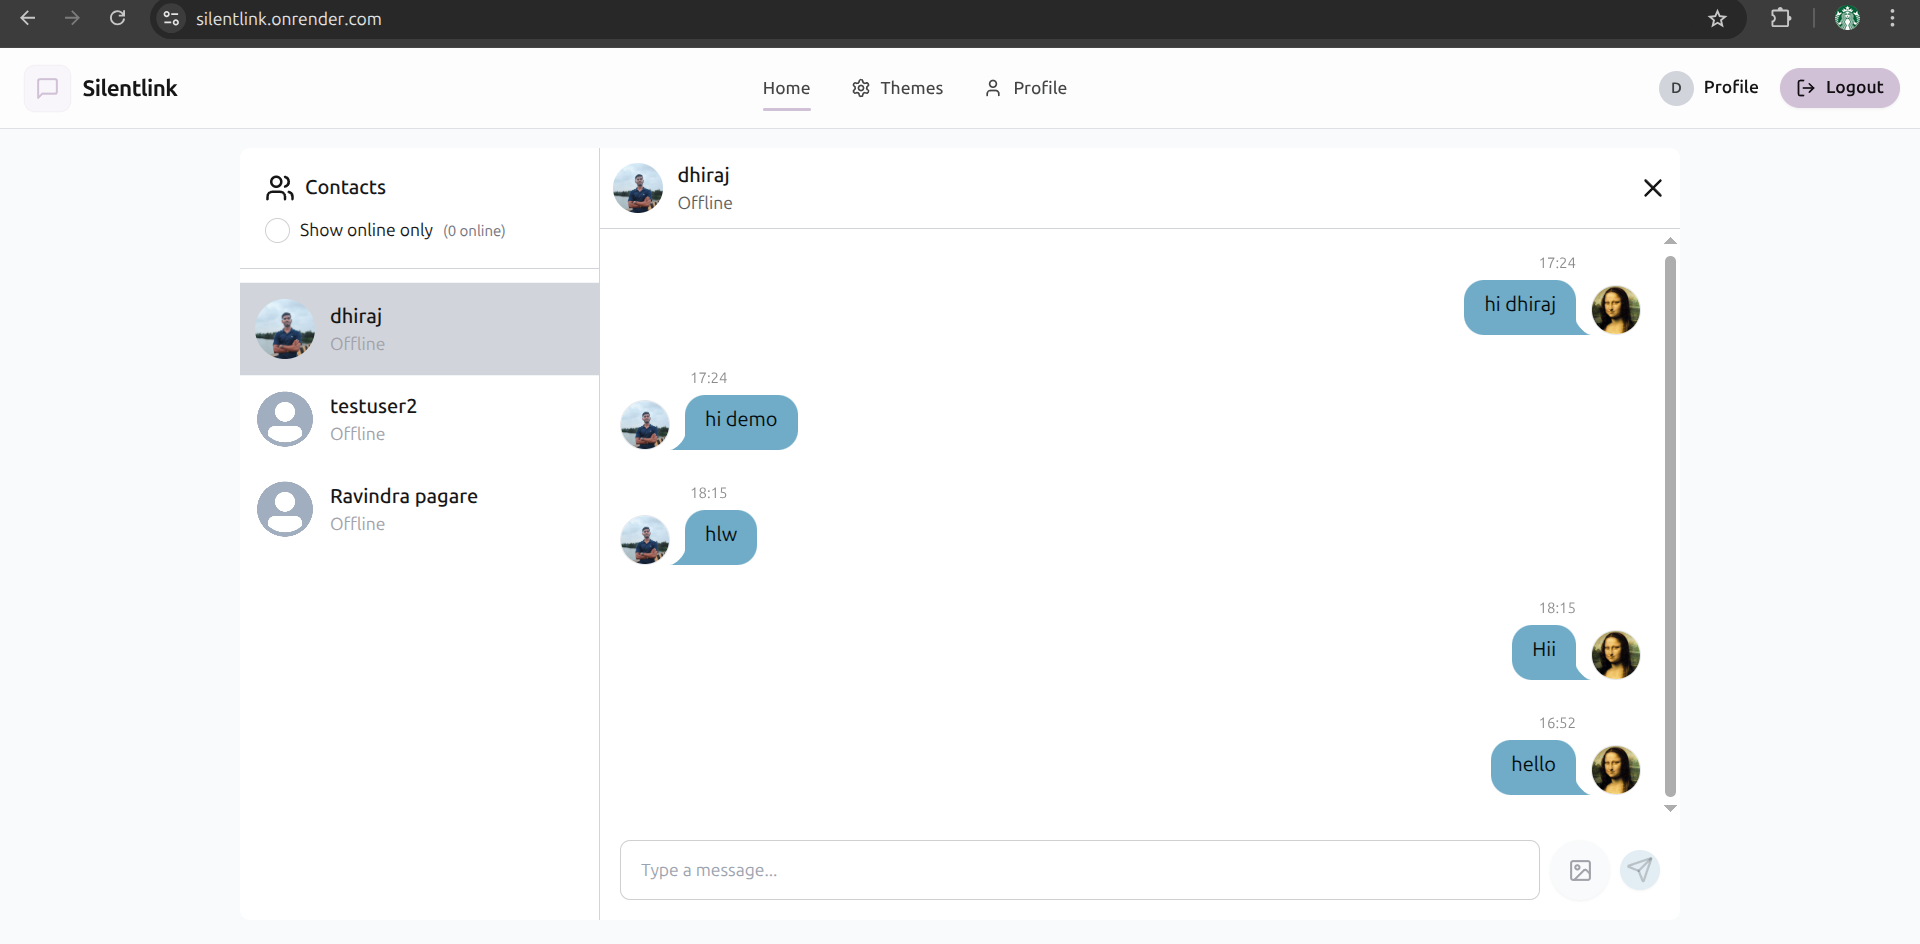 silentlink.onrender.com
Silentlink
Home
Themes
Profile
D
Profile
Logout
Contacts
Show online only (0 online)
dhiraj
Offline
testuser2
Offline
Ravindra pagare
Offline
dhiraj
Offline
17:24
hi dhiraj
17:24
hi demo
18:15
hlw
18:15
Hii
16:52
hello
Type a message...